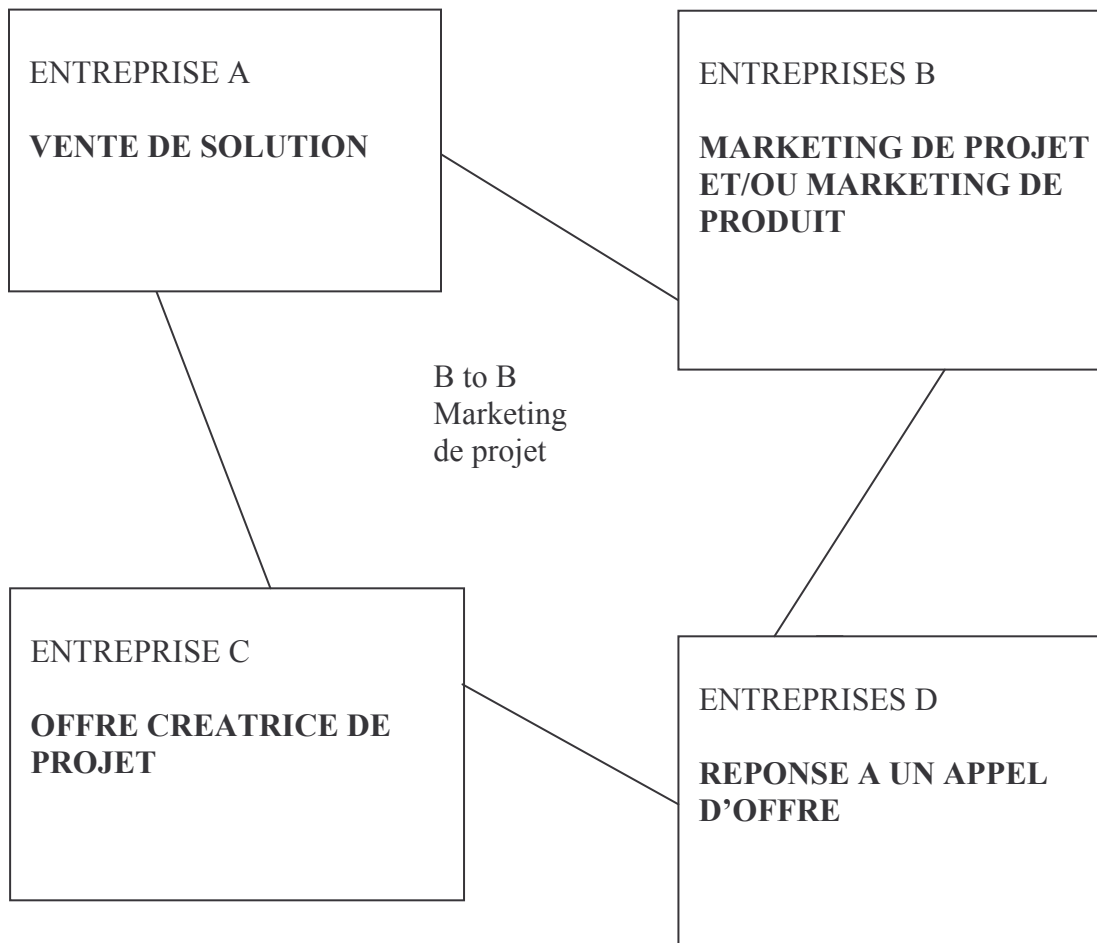 ENTREPRISE A
VENTE DE SOLUTION
ENTREPRISES B
MARKETING DE PROJET
ET/OU MARKETING DE
PRODUIT
B to B
Marketing
de projet
ENTREPRISE C
OFFRE CREATRICE DE
PROJET
ENTREPRISES D
REPONSE A UN APPEL
D’OFFRE